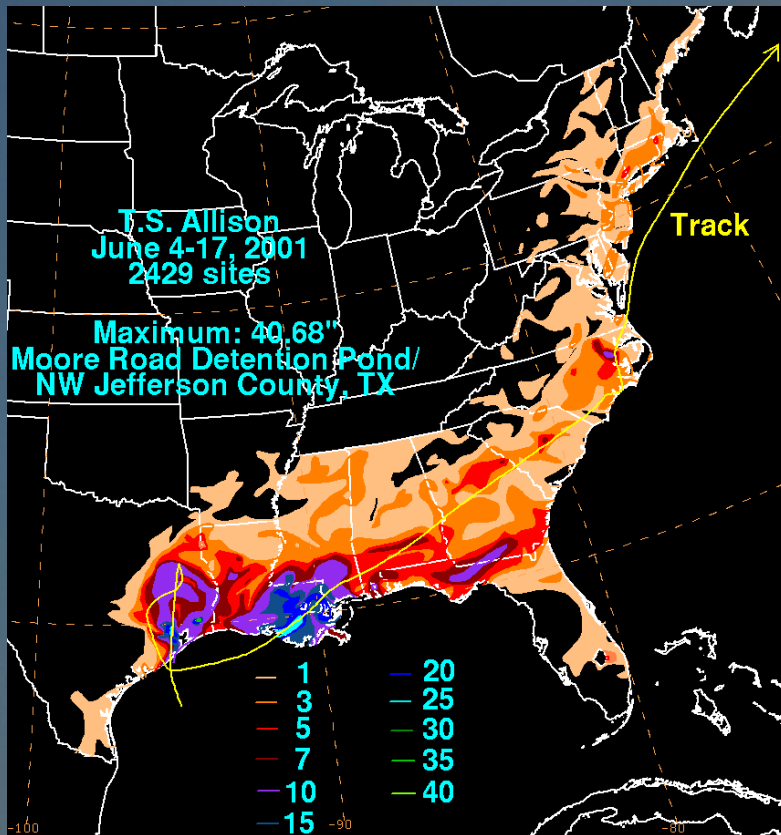 T.S. Allison
June 4-17, 2001
2429 sites
Track
Maximum: 40.68"
Moore Road Detention Pond/
NW Jefferson County, TX
1
3
5
7
10
15
20
25
30
35
40
-100
-90
-80